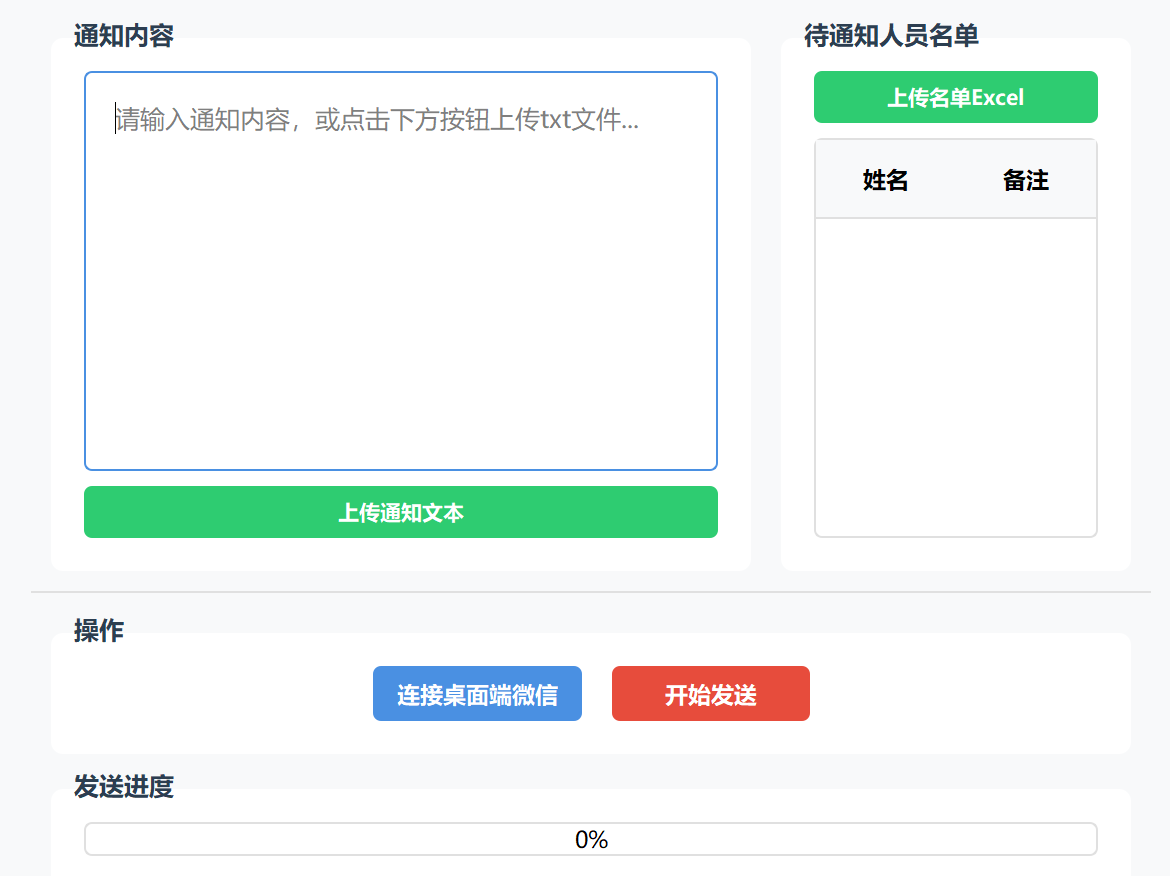 通知内容
请输入通知内容，或点击下方按钮上传txt文件...
上传通知文本
待通知人员名单
上传名单Excel
姓名 备注
操作
连接桌面端微信 开始发送
发送进度
0%